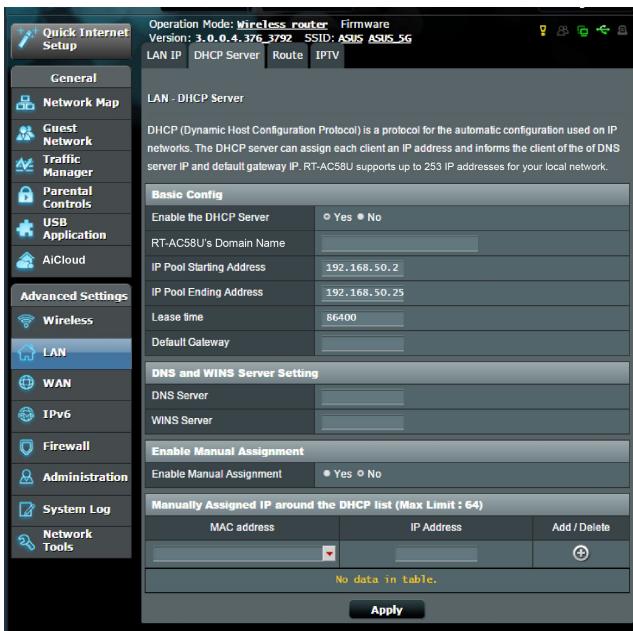 Quick Internet
Setup
Operation Mode: Wireless router Firmware
Version: 3.0.0.4.376_3792 SSID: ASUS ASUS_5G
LAN IP DHCP Server Route IPTV
General
Network Map
Guest
Network
Traffic
Manager
Parental
Controls
USB
Application
AiCloud
Advanced Settings
Wireless
LAN
WAN
IPv6
Firewall
Administration
System Log
Network
Tools
LAN - DHCP Server
DHCP (Dynamic Host Configuration Protocol) is a protocol for the automatic configuration used on IP
networks. The DHCP server can assign each client an IP address and informs the client of the of DNS
server IP and default gateway IP. RT-AC58U supports up to 253 IP addresses for your local network.
Basic Config
Enable the DHCP Server Yes No
RT-AC58U's Domain Name
IP Pool Starting Address 192.168.50.2
IP Pool Ending Address 192.168.50.25
Lease time 86400
Default Gateway
DNS and WINS Server Setting
DNS Server
WINS Server
Enable Manual Assignment
Enable Manual Assignment Yes No
Manually Assigned IP around the DHCP list (Max Limit : 64)
MAC address IP Address Add / Delete
No data in table.
Apply